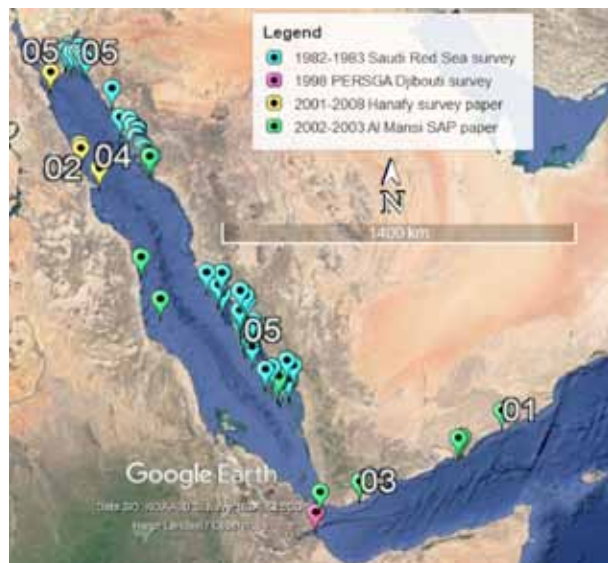 Legend
1982-1983 Saudi Red Sea survey
1998 PERSGA Djibouti survey
2001-2008 Hanafy survey paper
2002-2003 Al Mansi SAP paper
05 05
02 04
N
1400 km
05
01
03
Google Earth